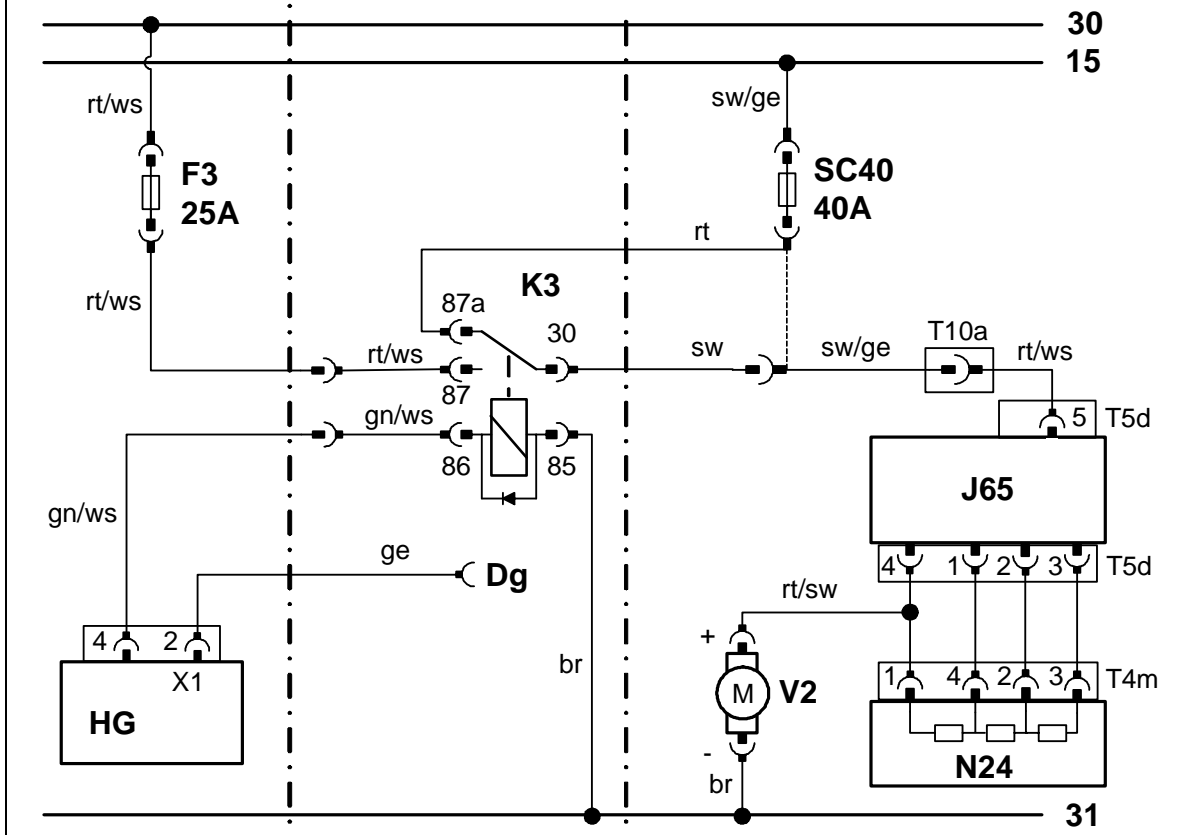 30
15
rt/ws
sw/ge
F3
25A
SC40
40A
rt
K3
rt/ws
87a
30
T10a
rt/ws
sw
sw/ge
rt/ws
87
gn/ws
5
T5d
86
85
J65
gn/ws
ge
Dg
4
1
2
3
T5d
rt/sw
+
4
2
X1
br
M
V2
1
4
2
3
T4m
HG
-
br
N24
31